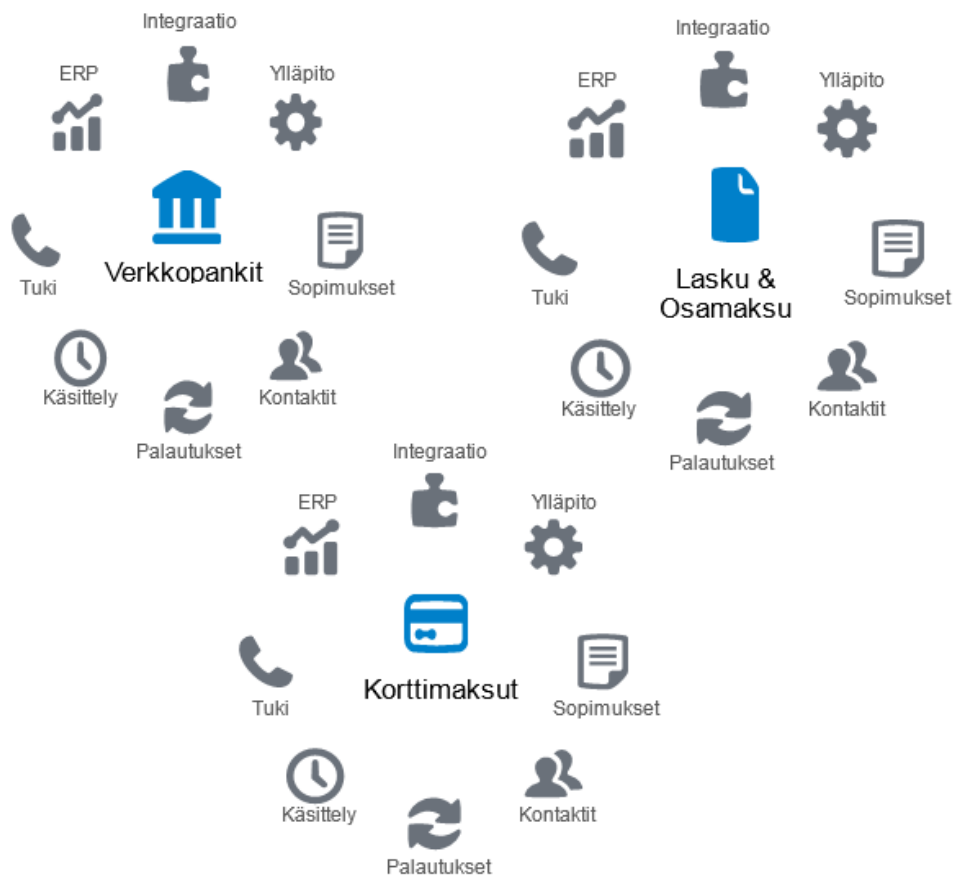 Integraatio
ERP
Ylläpito
Tuki
Verkkopankit
Sopimukset
Käsittely
Kontaktit
Palautukset
Integraatio
ERP
Ylläpito
Tuki
Lasku &
Osamaksu
Sopimukset
Käsittely
Kontaktit
Palautukset
Integraatio
ERP
Ylläpito
Tuki
Korttimaksut
Sopimukset
Käsittely
Kontaktit
Palautukset